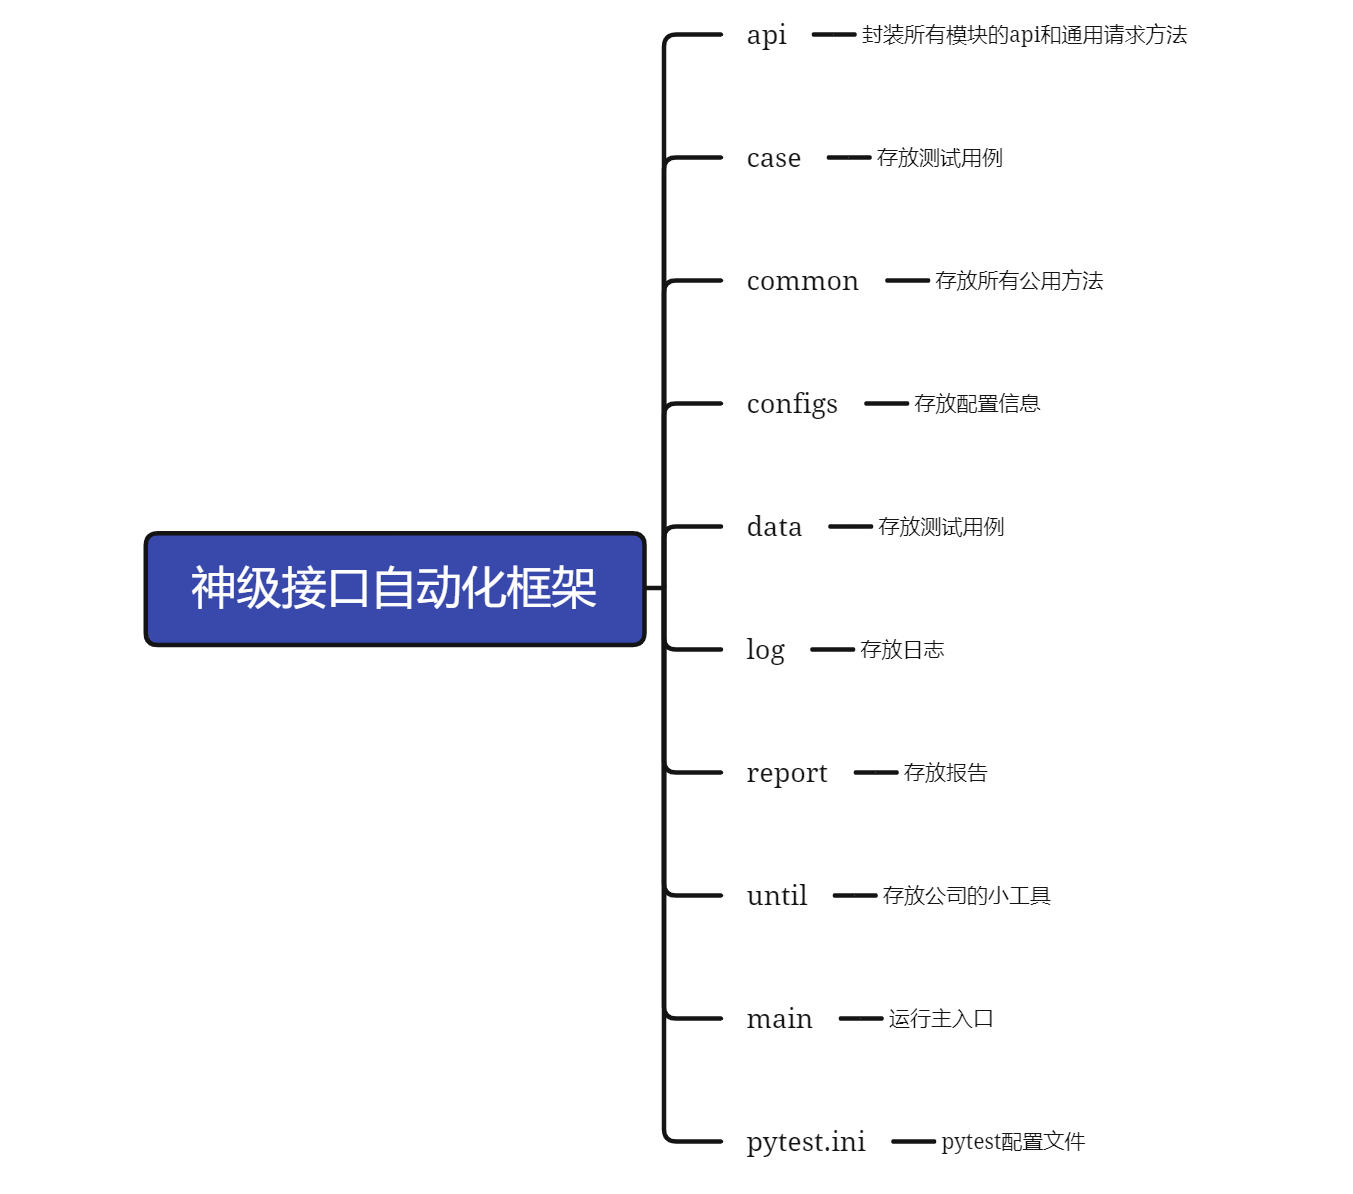 神级接口自动化框架
api 封装所有模块的api和通用请求方法
case 存放测试用例
common 存放所有公用方法
configs 存放配置信息
data 存放测试用例
log 存放日志
report 存放报告
until 存放公司的小工具
main 运行主入口
pytest.ini pytest配置文件